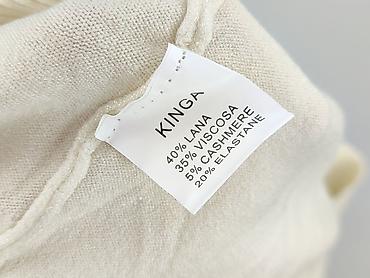 KINGA
40% LANA
35% VISCOSA
5% CASHMERE
20% ELASTANE